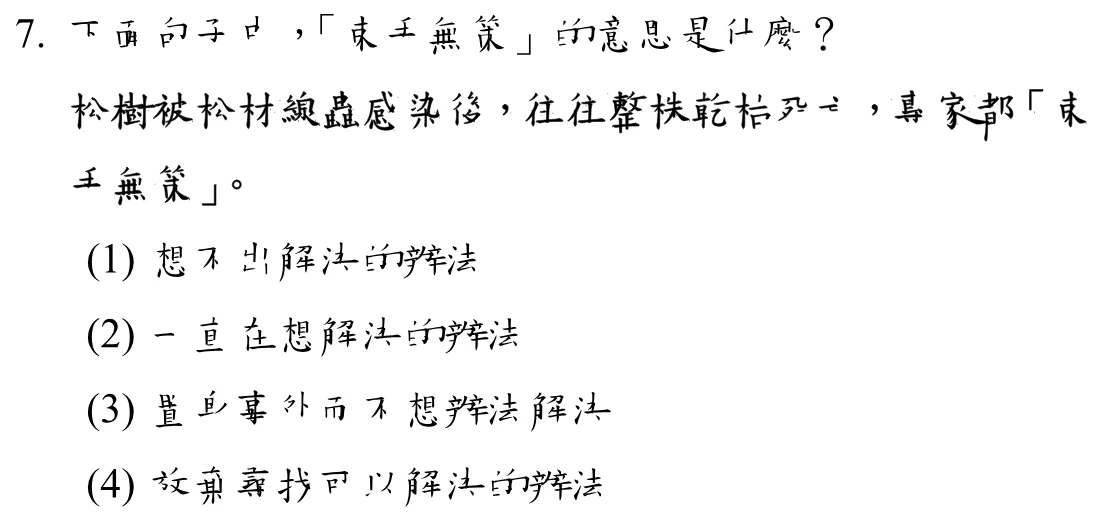 7. 下面句子中，「束手無策」的意思是什麼？
松樹被松材線蟲感染後，往往整株乾枯死亡，專家都「束
手無策」。
(1) 想不出解決的辦法
(2) 一直在想解決的辦法
(3) 置身事外而不想辦法解決
(4) 放棄尋找可以解決的辦法